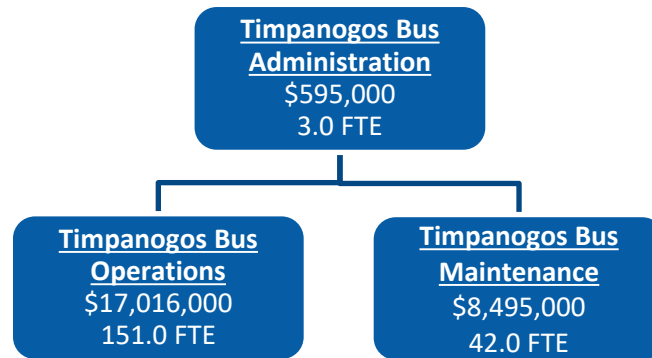 Timpanogos Bus
Administration
$595,000
3.0 FTE
Timpanogos Bus
Operations
$17,016,000
151.0 FTE
Timpanogos Bus
Maintenance
$8,495,000
42.0 FTE